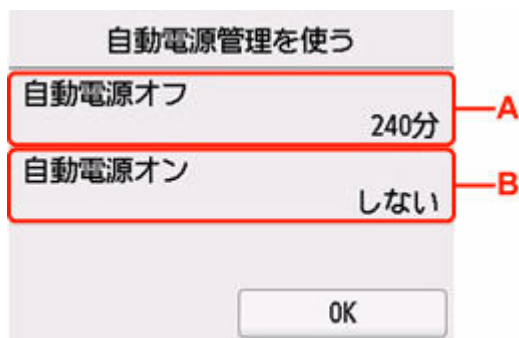 自動電源管理を使う
自動電源オフ
240分
A
自動電源オン
しない
B
OK